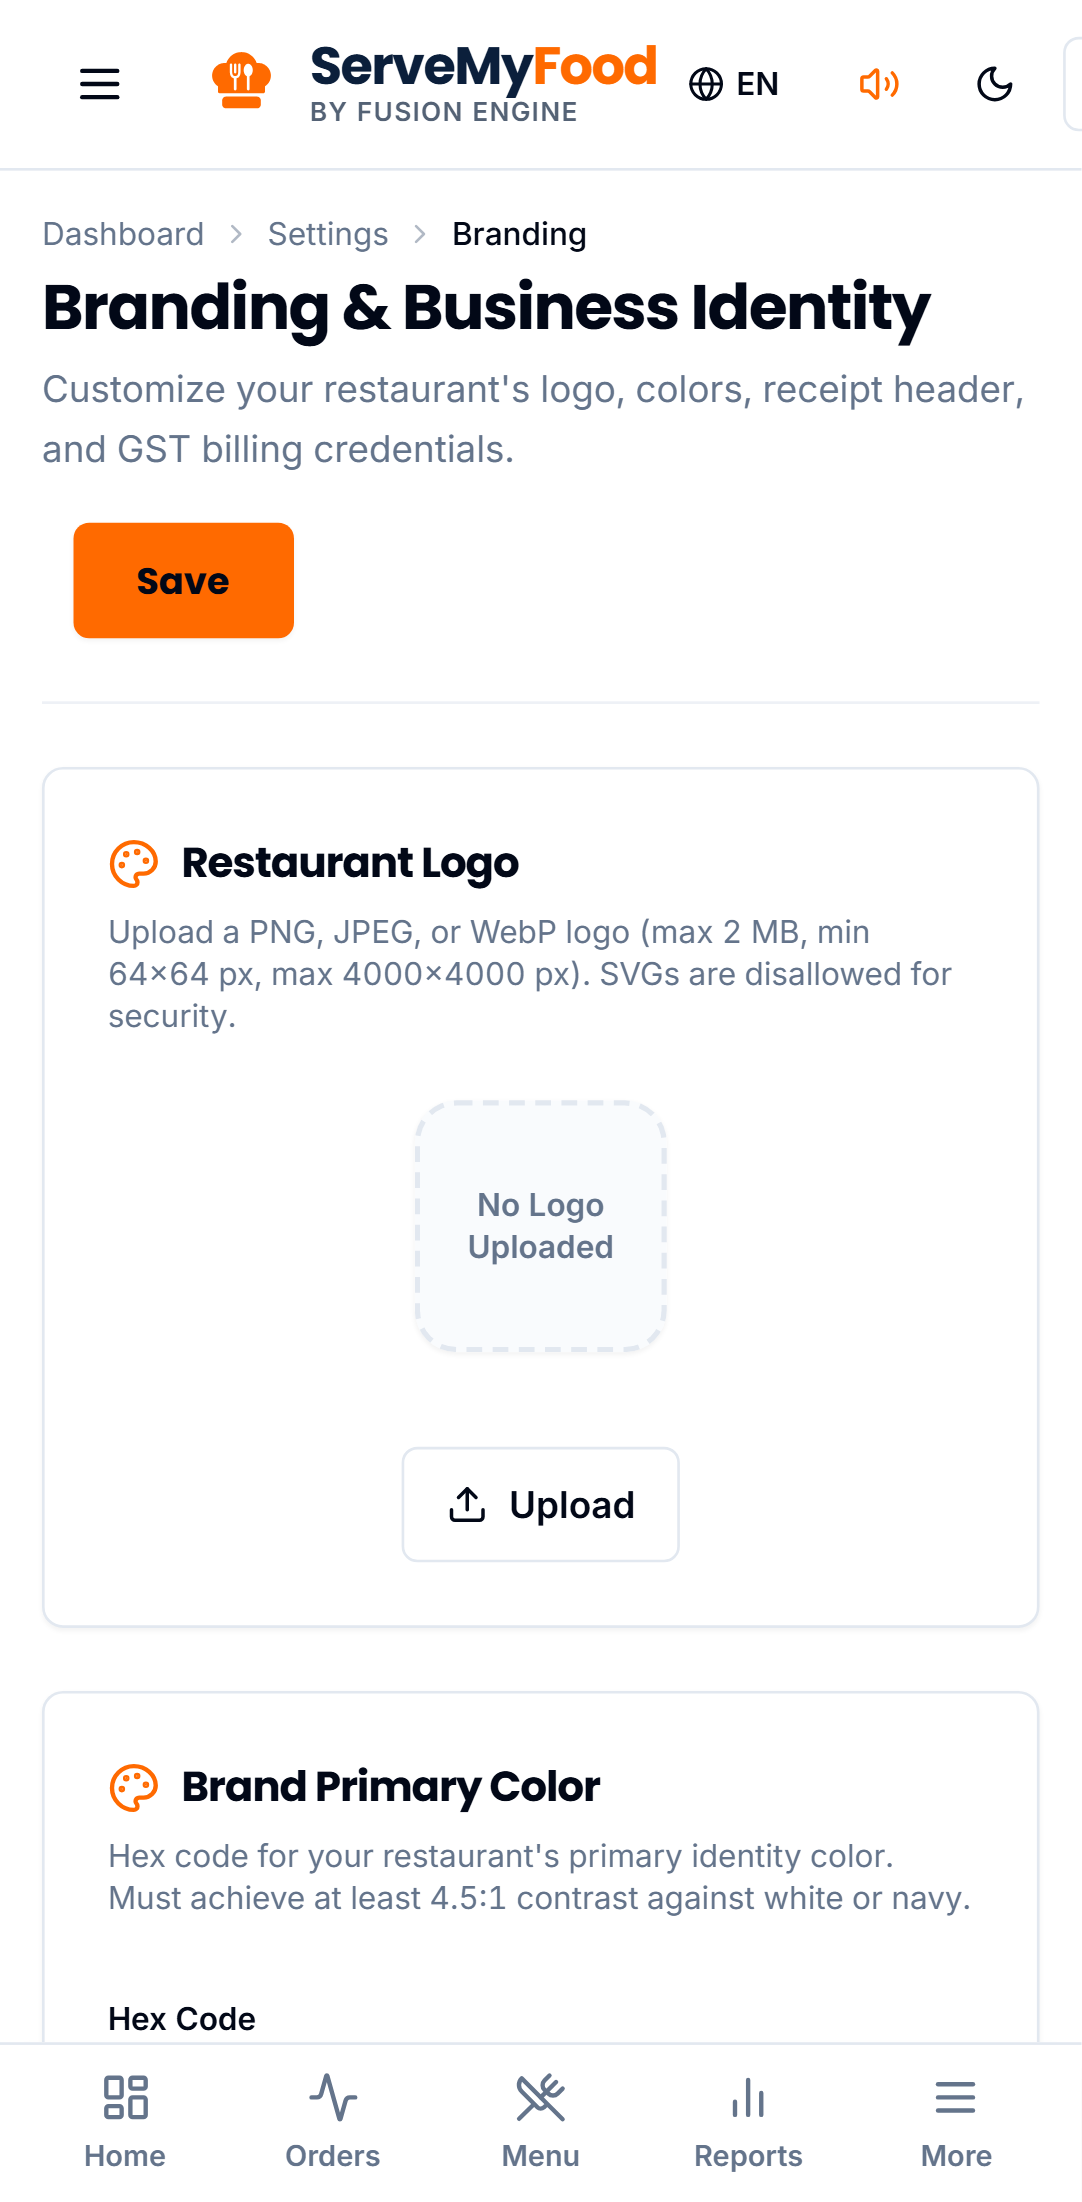 ServeMyFood
BY FUSION ENGINE
EN
Dashboard > Settings > Branding
Branding & Business Identity
Customize your restaurant's logo, colors, receipt header,
and GST billing credentials.
Save
Restaurant Logo
Upload a PNG, JPEG, or WebP logo (max 2 MB, min
64×64 px, max 4000×4000 px). SVGs are disallowed for
security.
No Logo
Uploaded
Upload
Brand Primary Color
Hex code for your restaurant's primary identity color.
Must achieve at least 4.5:1 contrast against white or navy.
Hex Code
Home Orders Menu Reports More